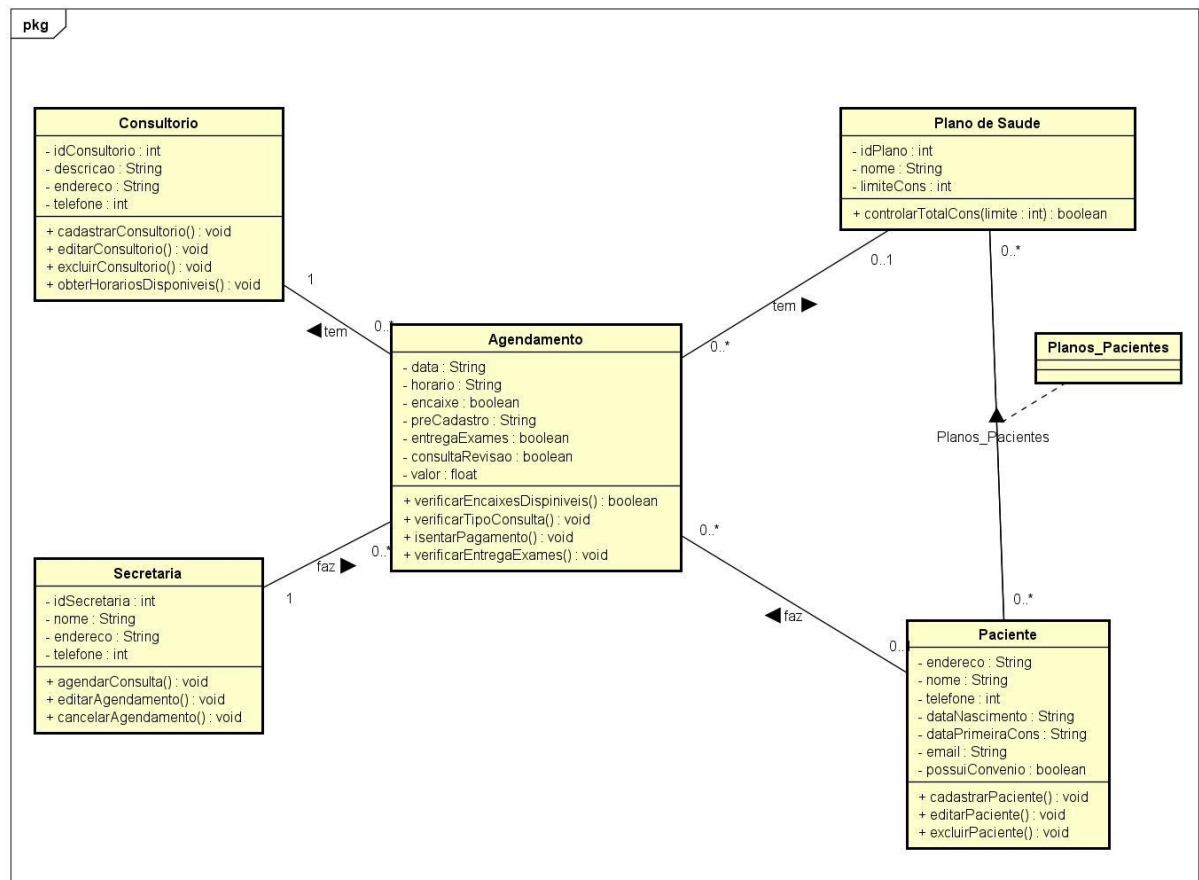 pkg
Consultorio
- idConsultorio : int
- descricao : String
- endereco : String
- telefone : int
+ cadastrarConsultorio() : void
+ editarConsultorio() : void
+ excluirConsultorio() : void
+ obterHorariosDisponiveis() : void
Plano de Saude
- idPlano : int
- nome : String
- limiteCons : int
+ controlarTotalCons(limite : int) : boolean
1
0..*
tem
0..1
0..*
tem
0..*
Agendamento
- data : String
- horario : String
- encaixe : boolean
- preCadastro : String
- entregaExames : boolean
- consultaRevisao : boolean
- valor : float
+ verificarEncaixesDispiniveis() : boolean
+ verificarTipoConsulta() : void
+ isentarPagamento() : void
+ verificarEntregaExames() : void
Planos_Pacientes
Planos_Pacientes
0..*
faz
1
0..*
faz
0..*
Secretaria
- idSecretaria : int
- nome : String
- endereco : String
- telefone : int
+ agendarConsulta() : void
+ editarAgendamento() : void
+ cancelarAgendamento() : void
Paciente
- endereco : String
- nome : String
- telefone : int
- dataNascimento : String
- dataPrimeiraCons : String
- email : String
- possuiConvenio : boolean
+ cadastrarPaciente() : void
+ editarPaciente() : void
+ excluirPaciente() : void